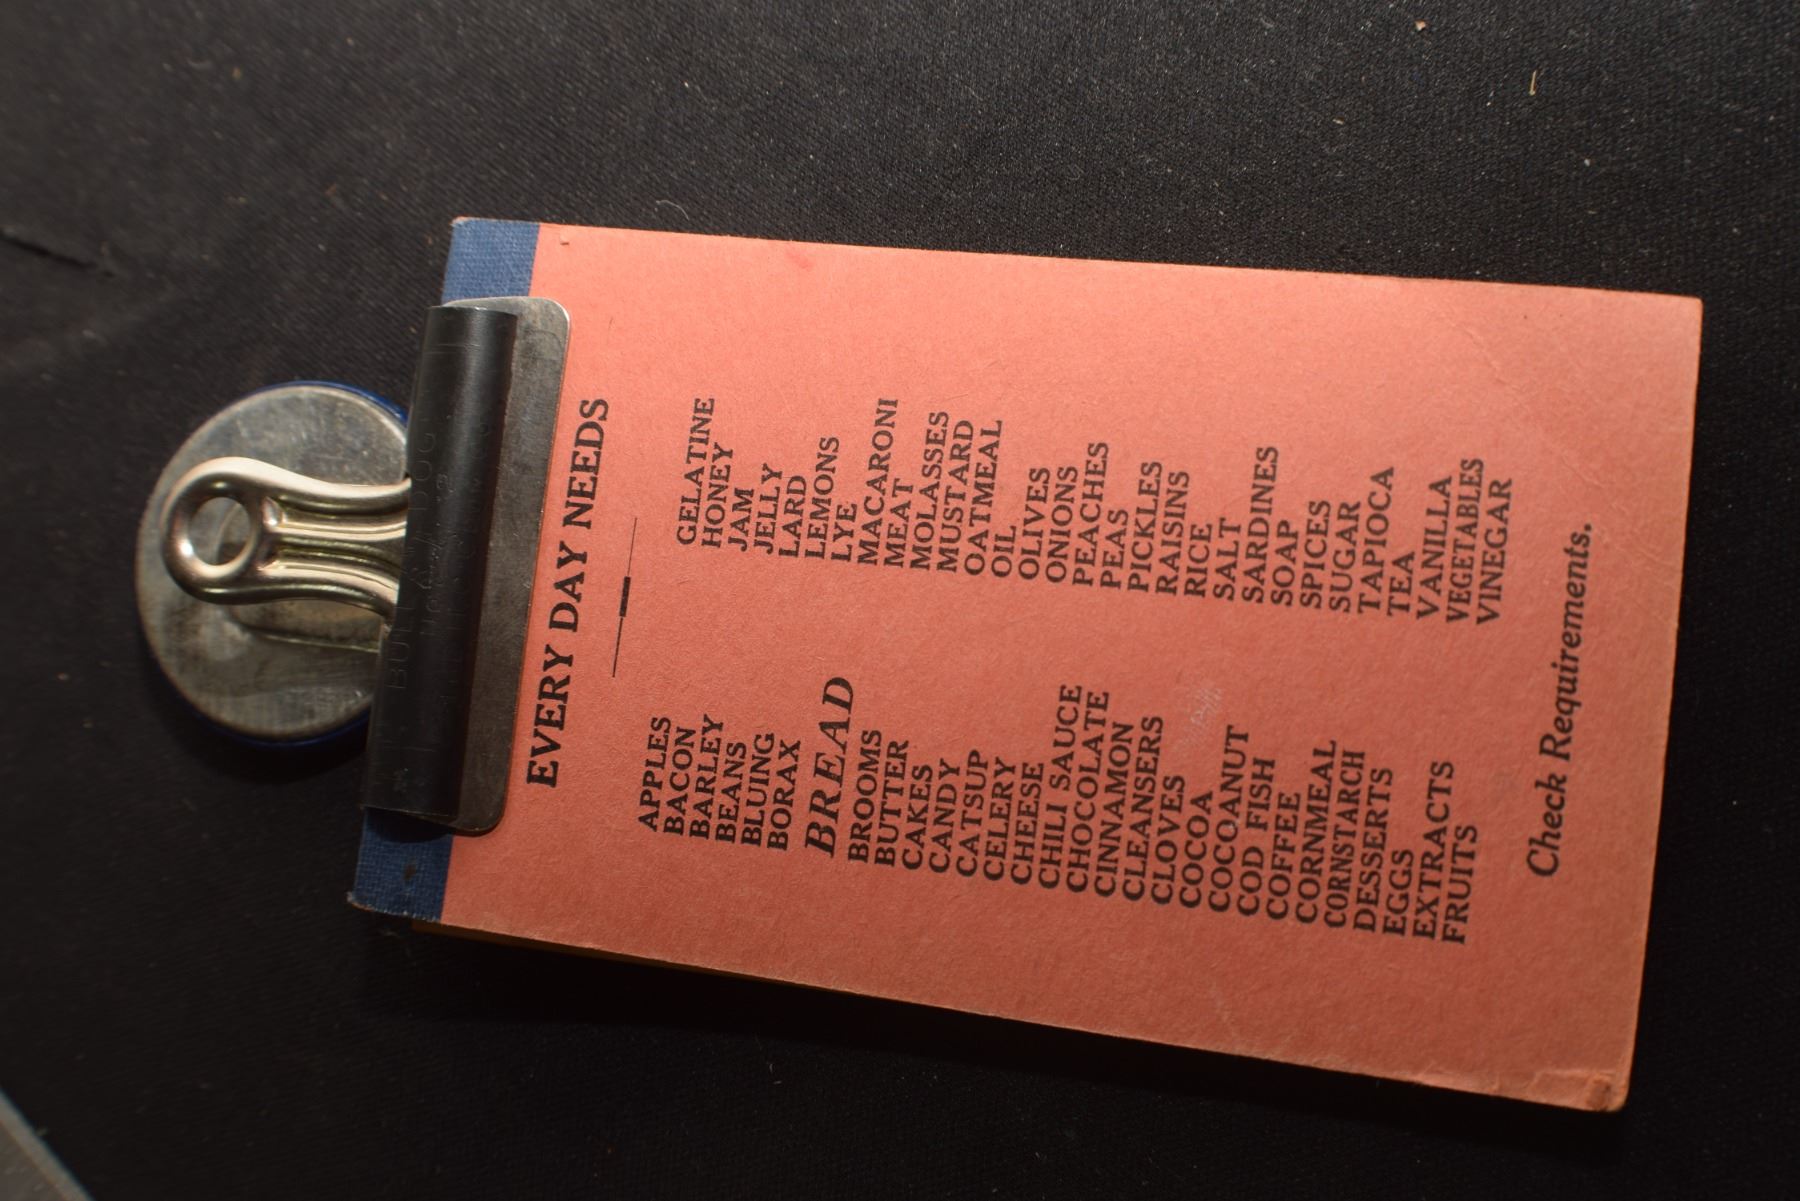 EVERY DAY NEEDS
APPLES
BACON
BARLEY
BEANS
BLUING
BORAX
BREAD
BROOMS
BUTTER
CAKES
CANDY
CATSUP
CELERY
CHEESE
CHILI SAUCE
CHOCOLATE
CINNAMON
CLEANSERS
CLOVES
COCOA
COCOANUT
COD FISH
COFFEE
CORNMEAL
CORNSTARCH
DESSERTS
EGGS
EXTRACTS
FRUITS
GELATINE
HONEY
JAM
JELLY
LARD
LEMONS
LYE
MACARONI
MEAT
MOLASSES
MUSTARD
OATMEAL
OIL
OLIVES
ONIONS
PEACHES
PEAS
PICKLES
RAISINS
RICE
SALT
SARDINES
SOAP
SPICES
SUGAR
TAPIOCA
TEA
VANILLA
VEGETABLES
VINEGAR
Check Requirements.